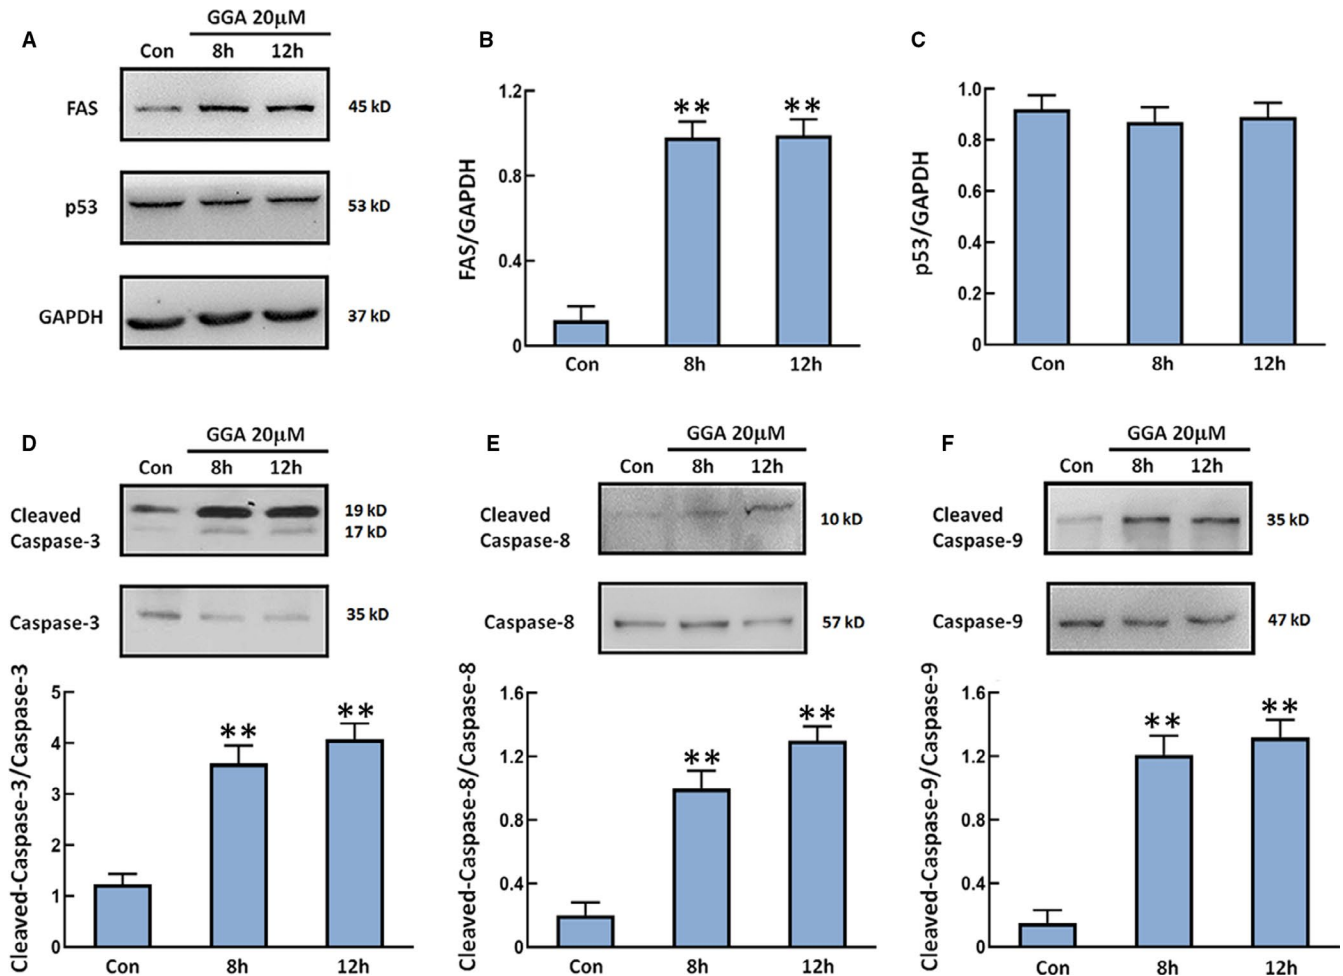 A
GGA 20μM
Con 8h 12h
FAS 45 kD
p53 53 kD
GAPDH 37 kD
B
FAS/GAPDH
1.2
0.8
0.4
0
** **
Con 8h 12h
C
p53/GAPDH
1.0
0.8
0.6
0.4
0.2
0
Con 8h 12h
D
GGA 20μM
Con 8h 12h
Cleaved
Caspase-3
19 kD
17 kD
Caspase-3 35 kD
Cleaved-Caspase-3/Caspase-3
5
4
3
2
1
0
** **
Con 8h 12h
E
GGA 20μM
Con 8h 12h
Cleaved
Caspase-8
10 kD
Caspase-8 57 kD
Cleaved-Caspase-8/Caspase-8
1.6
1.2
0.8
0.4
0
** **
Con 8h 12h
F
GGA 20μM
Con 8h 12h
Cleaved
Caspase-9
35 kD
Caspase-9 47 kD
Cleaved-Caspase-9/Caspase-9
1.6
1.2
0.8
0.4
0
** **
Con 8h 12h